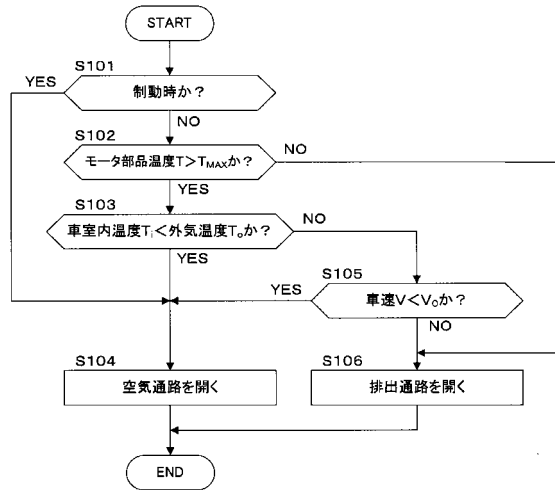 START
S101
YES
制動時か？
NO
S102
NO
モータ部品温度T＞TMAXか？
YES
S103
NO
車室内温度Ti＜外気温度Toか？
YES
S105
YES
車速V＜V0か？
NO
S104
S106
空気通路を開く
排出通路を開く
END